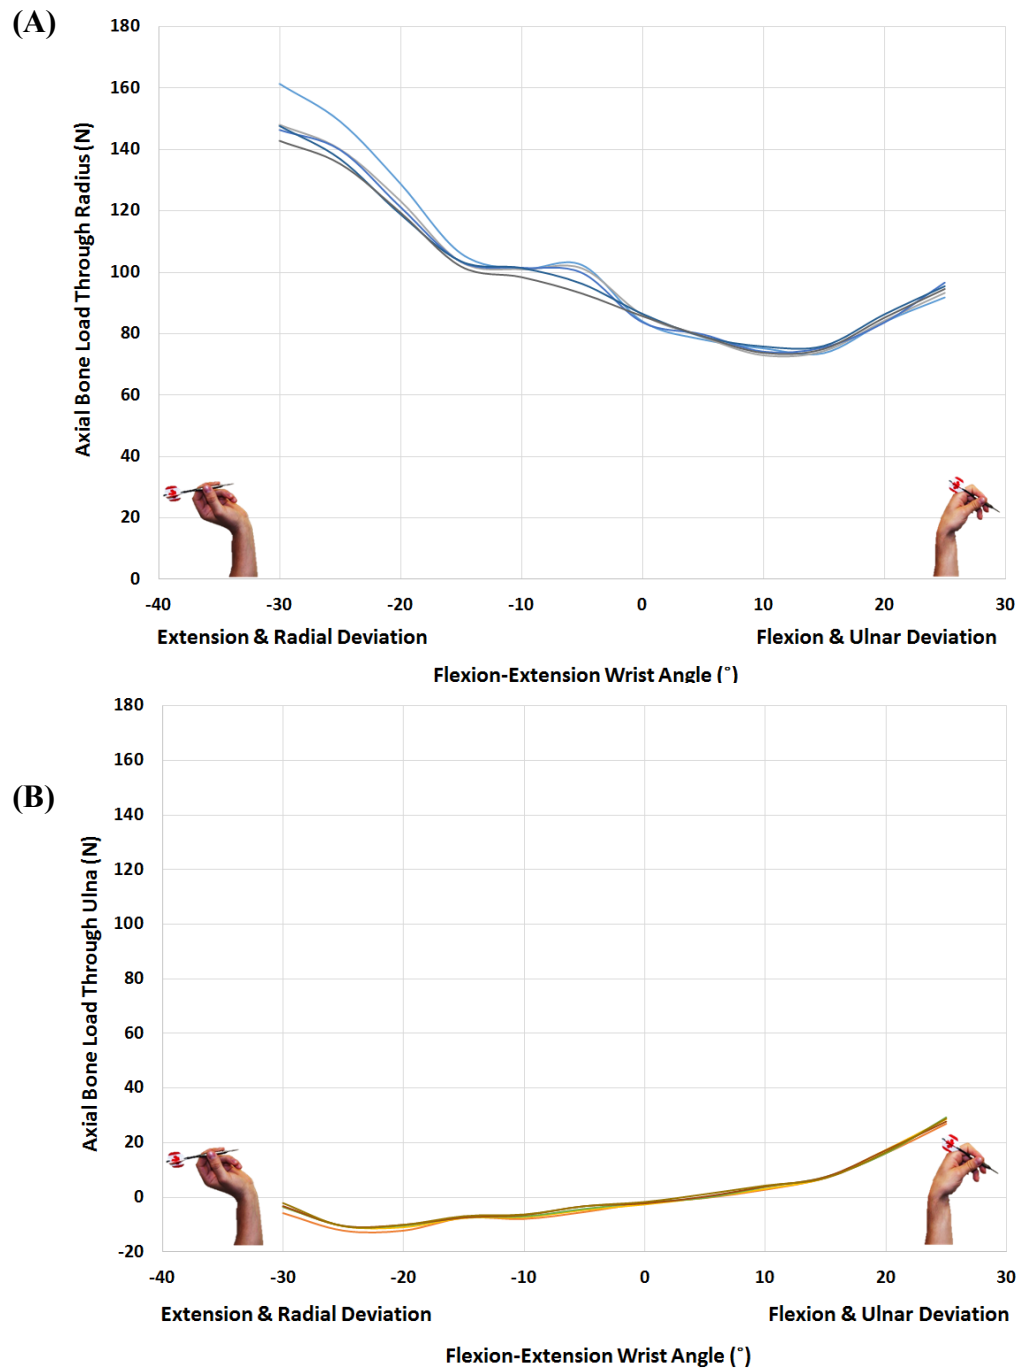 (A)
Axial Bone Load Through Radius (N)
180
160
140
120
100
80
60
40
20
0
-40 -30 -20 -10 0 10 20 30
Extension & Radial Deviation Flexion & Ulnar Deviation
Flexion-Extension Wrist Angle (°)
(B)
Axial Bone Load Through Ulna (N)
180
160
140
120
100
80
60
40
20
0
-20
-40 -30 -20 -10 0 10 20 30
Extension & Radial Deviation Flexion & Ulnar Deviation
Flexion-Extension Wrist Angle (°)